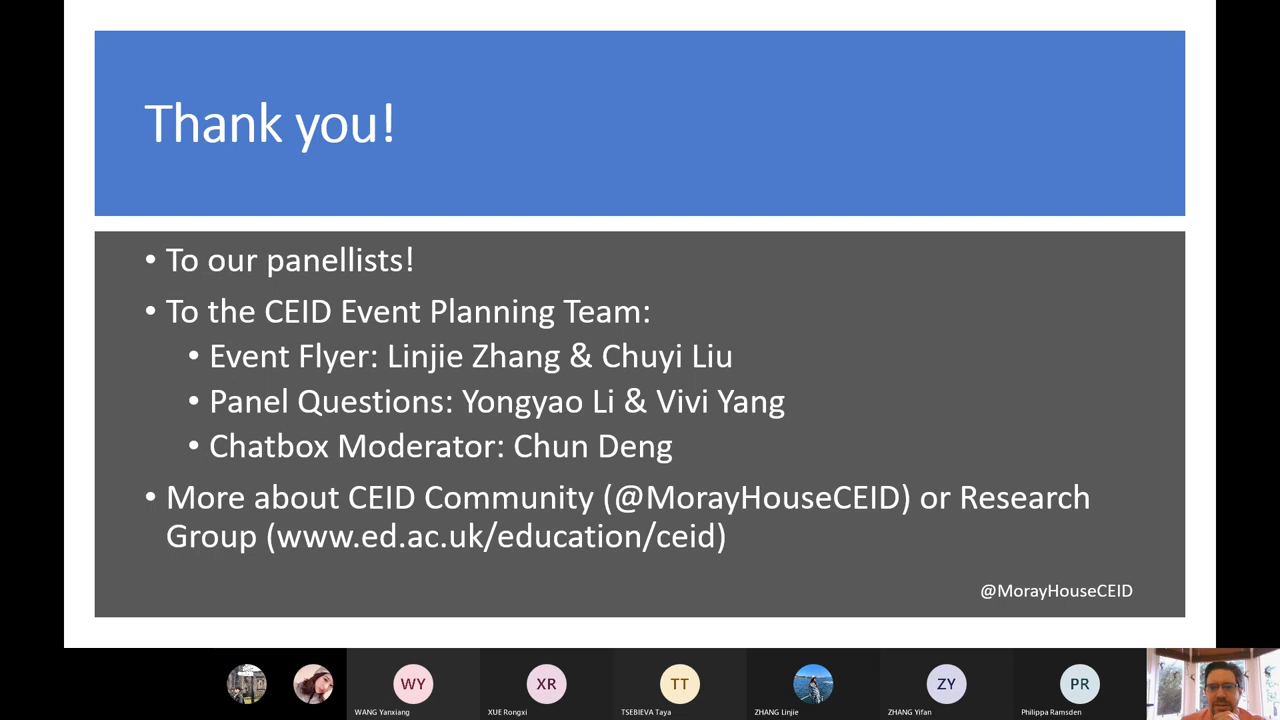 Thank you!
• To our panellists!
• To the CEID Event Planning Team:
• Event Flyer: Linjie Zhang & Chuyi Liu
• Panel Questions: Yongyao Li & Vivi Yang
• Chatbox Moderator: Chun Deng
• More about CEID Community (@MorayHouseCEID) or Research
Group (www.ed.ac.uk/education/ceid)
@MorayHouseCEID
WY
XR
TT
ZY
PR
WANG Yanxiang
XUE Rongxi
TSEBIEVA Taya
ZHANG Linjie
ZHANG Yifan
Philippa Ramsden